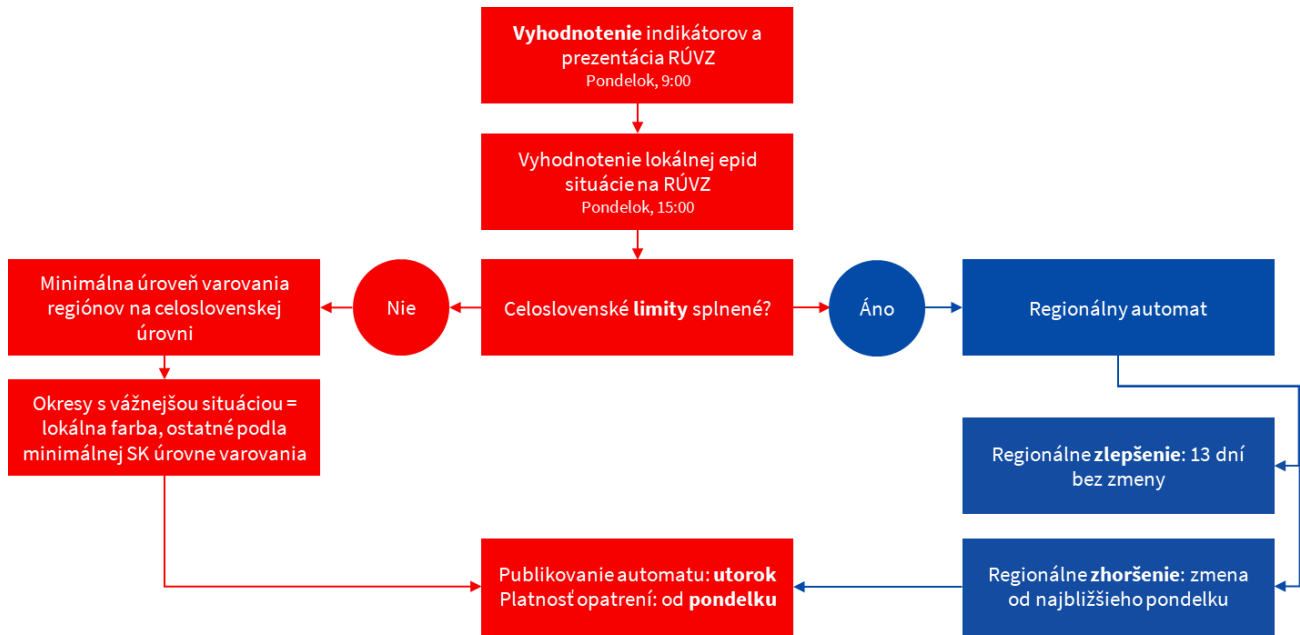 Vyhodnotenie indikátorov a
prezentácia RÚVZ
Pondelok, 9:00
Vyhodnotenie lokálnej epid
situácie na RÚVZ
Pondelok, 15:00
Minimálna úroveň varovania
regiónov na celoslovenskej
úrovni
Nie
Celoslovenské limity splnené?
Áno
Regionálny automat
Okresy s vážnejšou situáciou =
lokálna farba, ostatné podla
minimálnej SK úrovne varovania
Regionálne zlepšenie: 13 dní
bez zmeny
Publikovanie automatu: utorok
Platnosť opatrení: od pondelku
Regionálne zhoršenie: zmena
od najbližšieho pondelku